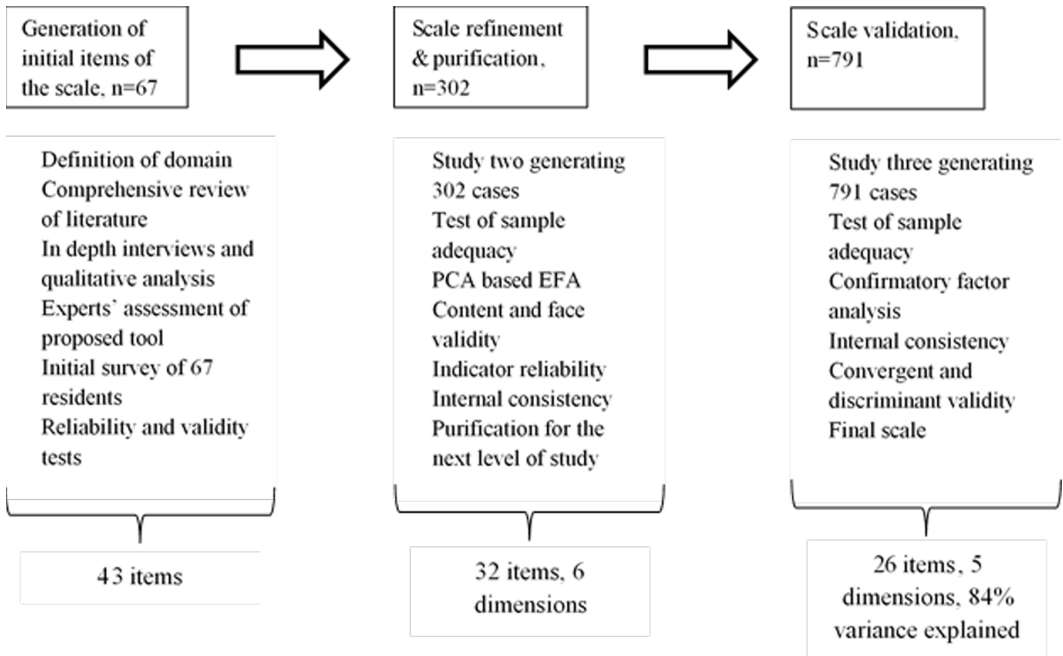 Generation of
initial items of
the scale, n=67
Scale refinement
& purification,
n=302
Scale validation,
n=791
Definition of domain
Comprehensive review
of literature
In depth interviews and
qualitative analysis
Experts' assessment of
proposed tool
Initial survey of 67
residents
Reliability and validity
tests
Study two generating
302 cases
Test of sample
adequacy
PCA based EFA
Content and face
validity
Indicator reliability
Internal consistency
Purification for the
next level of study
Study three generating
791 cases
Test of sample
adequacy
Confirmatory factor
analysis
Internal consistency
Convergent and
discriminant validity
Final scale
43 items
32 items, 6
dimensions
26 items, 5
dimensions, 84%
variance explained